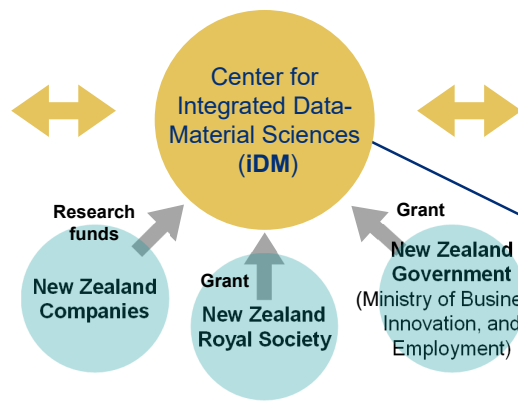 Center for
Integrated Data-
Material Sciences
(iDM)
Research
funds
Grant
Grant
New Zealand
Companies
New Zealand
Royal Society
New Zealand
Government
(Ministry of Busine
Innovation, and
Employment)